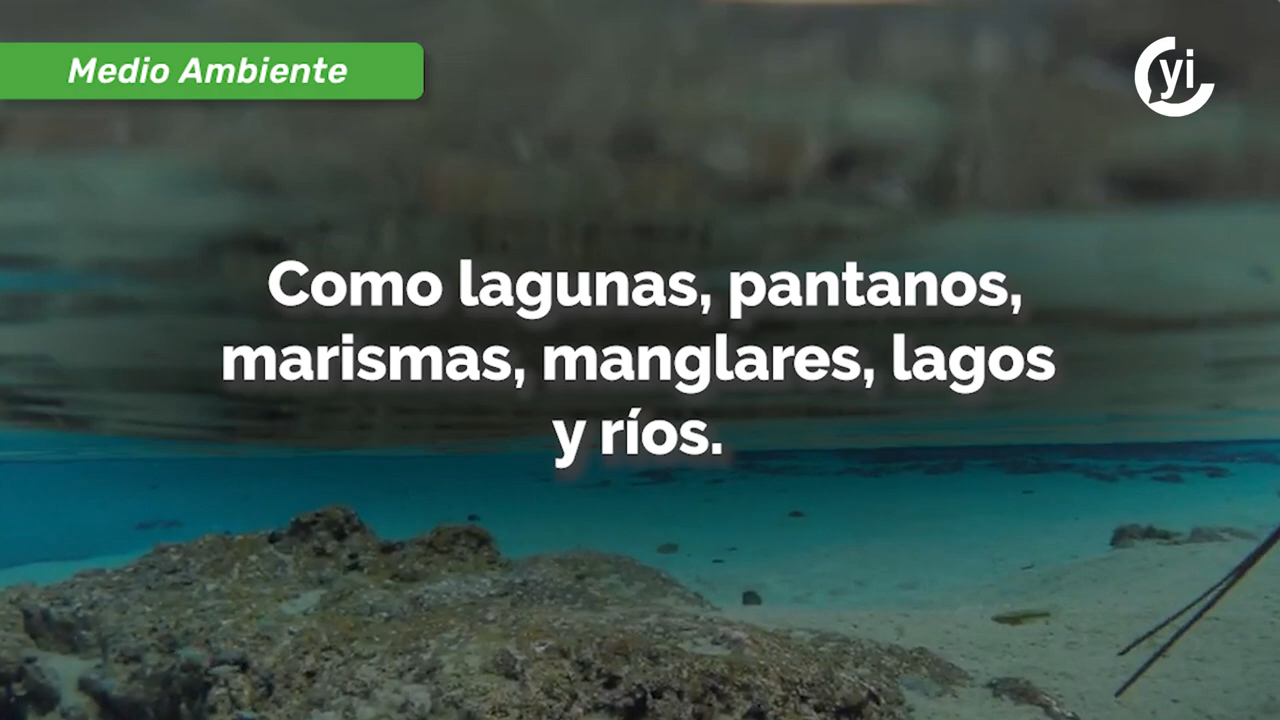 Medio Ambiente
yi
Como lagunas, pantanos,
marismas, manglares, lagos
y ríos.